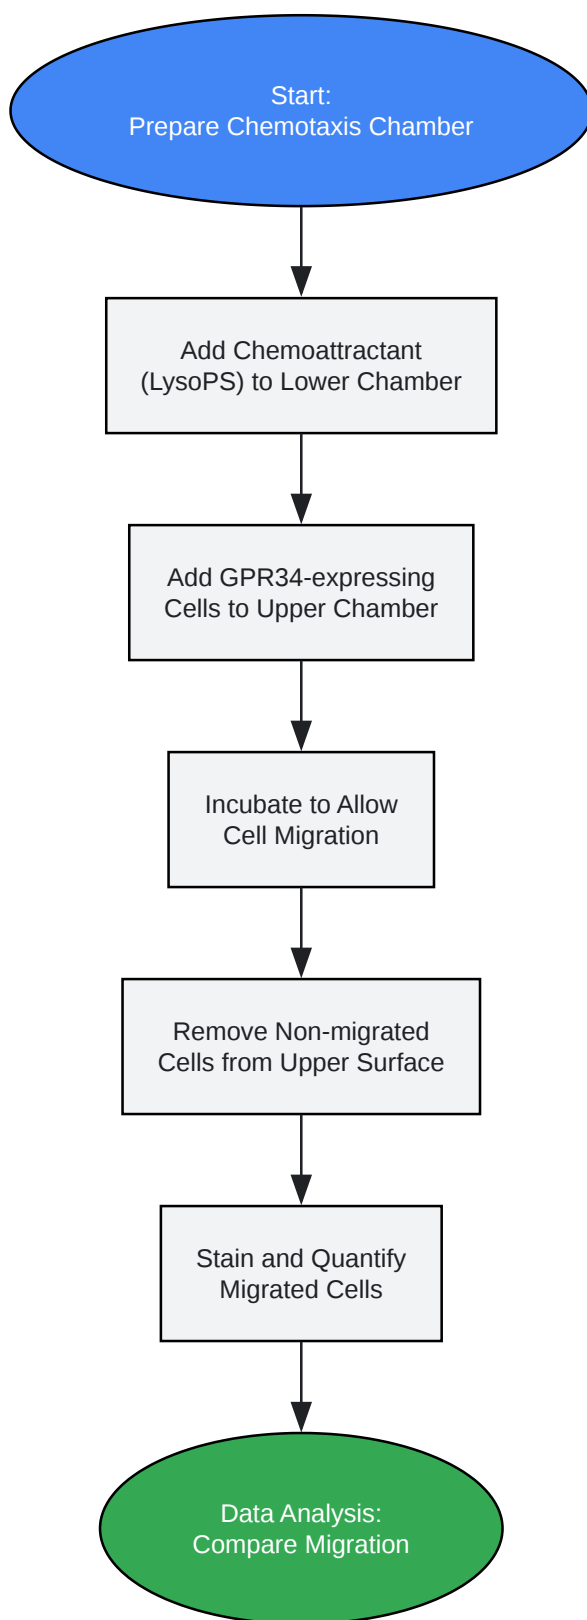 Start:
Prepare Chemotaxis Chamber
Add Chemoattractant
(LysoPS) to Lower Chamber
Add GPR34-expressing
Cells to Upper Chamber
Incubate to Allow
Cell Migration
Remove Non-migrated
Cells from Upper Surface
Stain and Quantify
Migrated Cells
Data Analysis:
Compare Migration